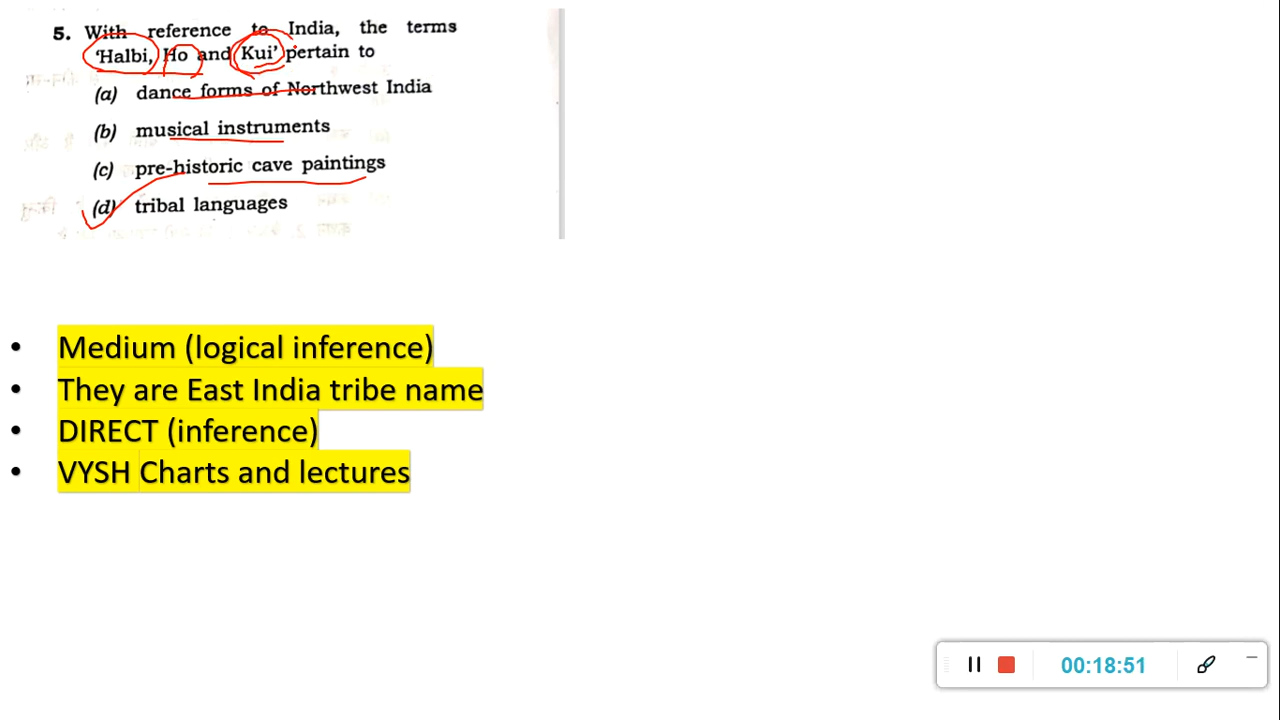 5. With reference to India, the terms
‘Halbi, Ho and Kui’ pertain to
(a) dance forms of Northwest India
(b) musical instruments
(c) pre-historic cave paintings
(d) tribal languages
• Medium (logical inference)
• They are East India tribe name
• DIRECT (inference)
• VYSH Charts and lectures
00:18:51